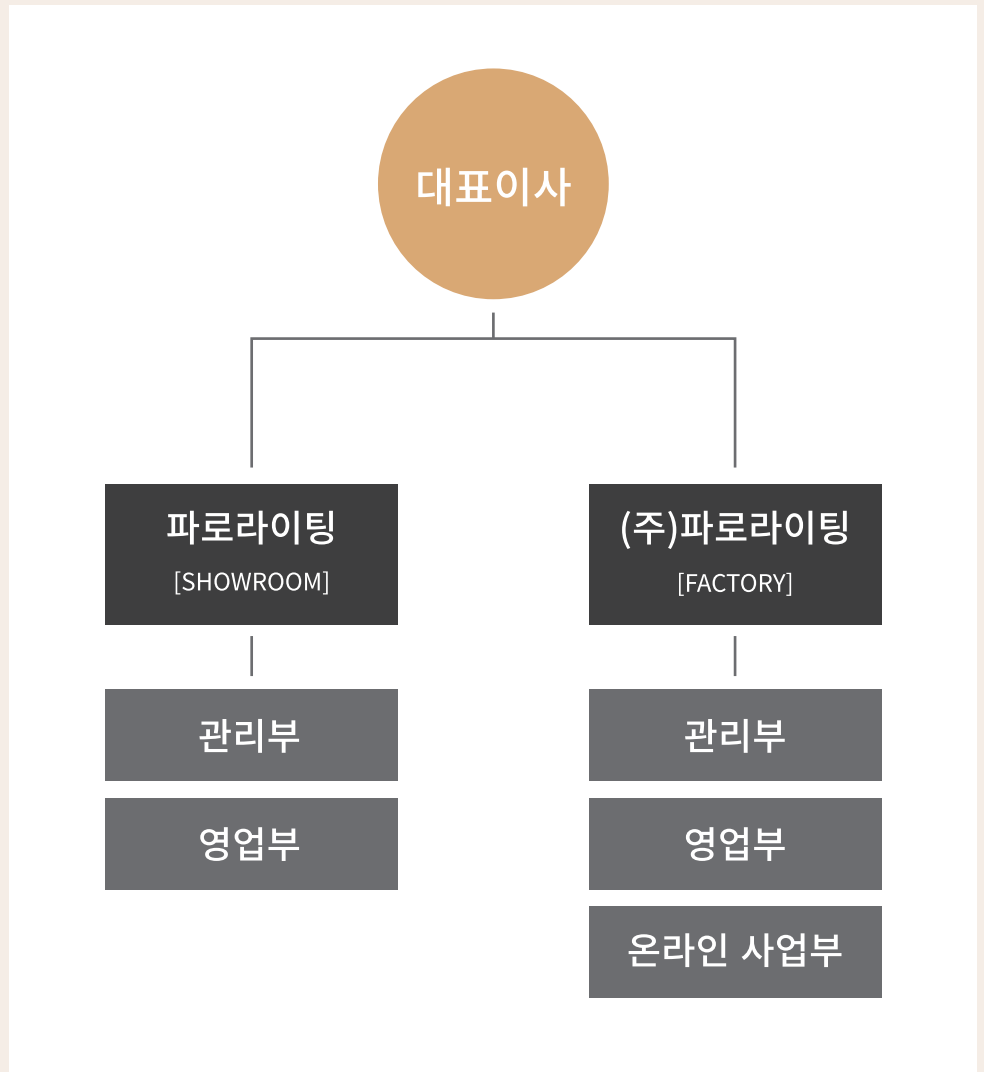 대표이사
파로라이팅
[SHOWROOM]
관리부
영업부
(주)파로라이팅
[FACTORY]
관리부
영업부
온라인 사업부